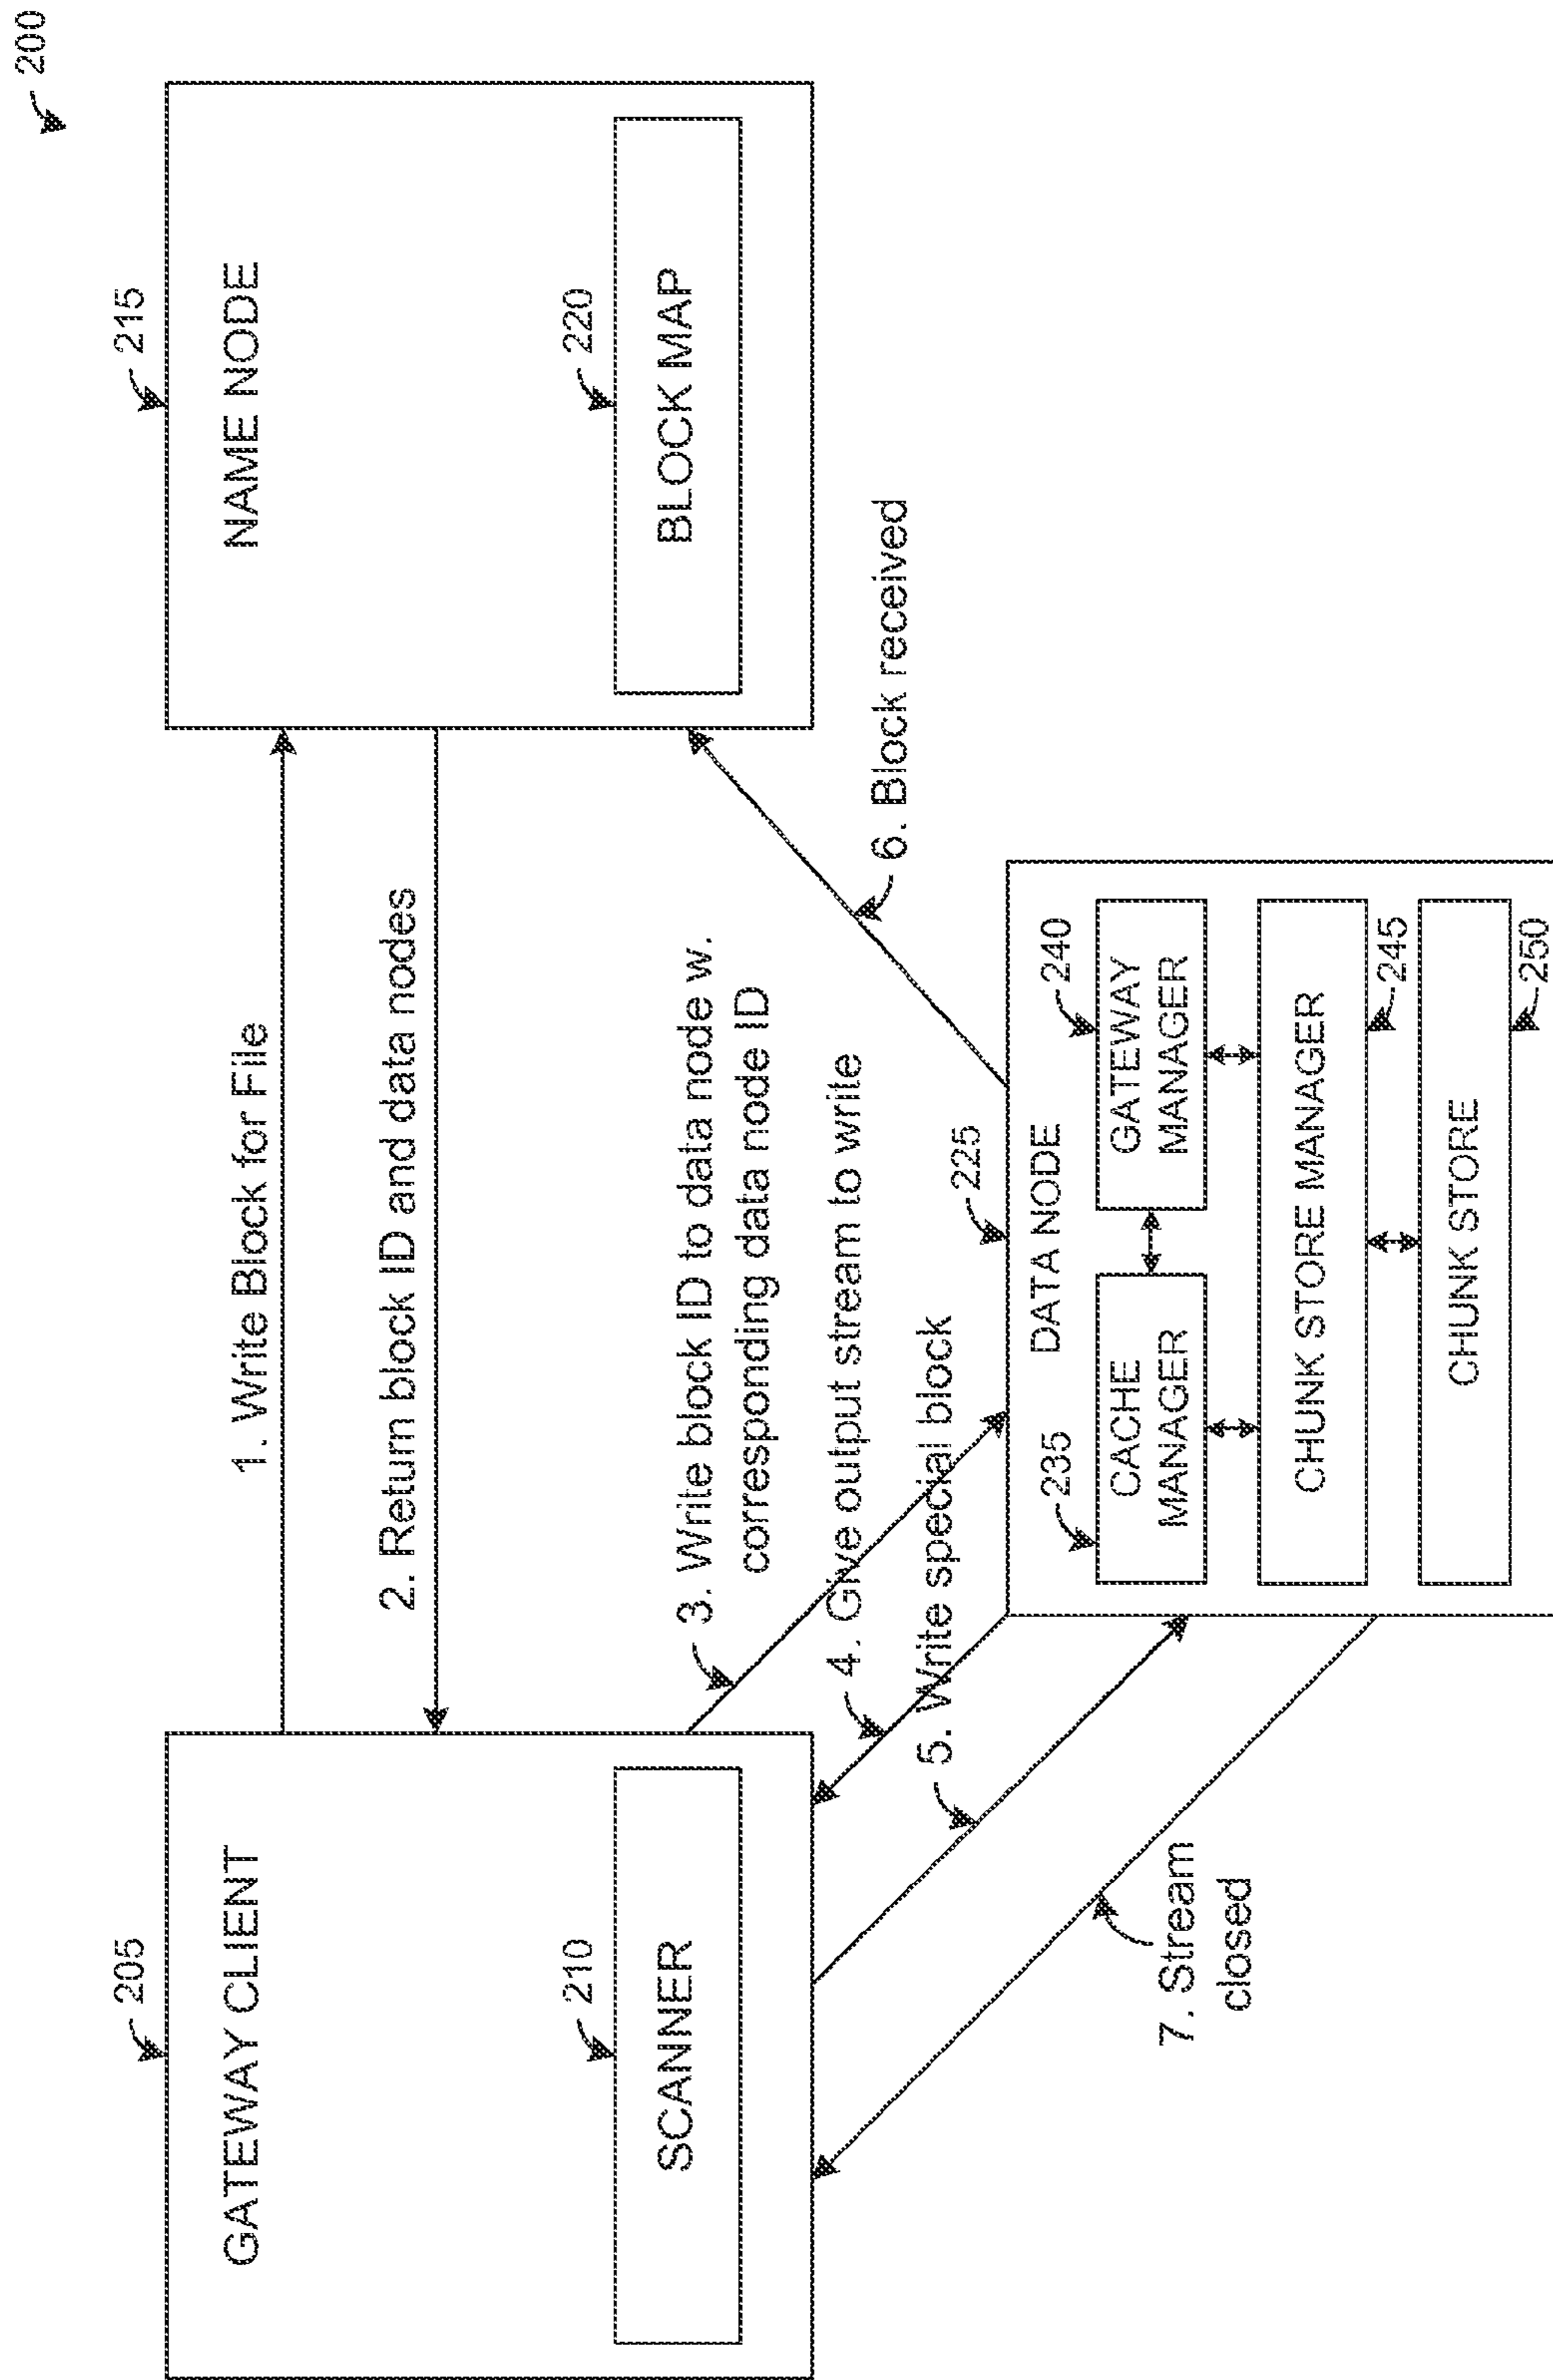 200
205
GATEWAY CLIENT
210
SCANNER
1. Write Block for File
2. Return block ID and data nodes
215
NAME NODE
220
BLOCK MAP
3. Write block ID to data node w.
corresponding data node ID
4. Give output stream to write
5. Write special block
6. Block received
7. Stream
closed
225
DATA NODE
235
CACHE
MANAGER
240
GATEWAY
MANAGER
CHUNK STORE MANAGER
245
CHUNK STORE
250